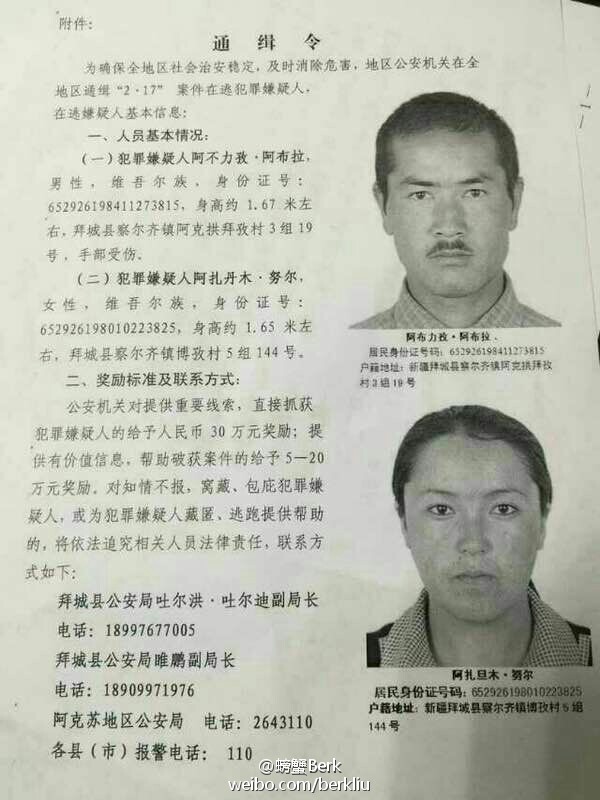 附件：
通 缉 令
为确保全地区社会治安稳定，及时消除危害，地区公安机关在全
地区通缉“2·17” 案件在逃犯罪嫌疑人，
在逃嫌疑人基本信息：
一、人员基本情况：
（一）犯罪嫌疑人阿不力孜·阿布拉，
男性，维吾尔族，身份证号：
652926198411273815，身高约 1.67 米左
右，拜城县察尔齐镇阿克拱拜孜村 3 组 19
号，手部受伤。
（二）犯罪嫌疑人阿扎丹木·努尔，
女性，维吾尔族，身份证号：
652926198010223825，身高约 1.65 米左
右，拜城县察尔齐镇博孜村 5 组 144 号。
二、奖励标准及联系方式：
公安机关对提供重要线索，直接抓获
犯罪嫌疑人的给予人民币 30 万元奖励；提
供有价值信息，帮助破获案件的给予 5—20
万元奖励。对知情不报，窝藏、包庇犯罪嫌
疑人，或为犯罪嫌疑人藏匿、逃跑提供帮助
的，将依法追究相关人员法律责任，联系方
式如下：
拜城县公安局吐尔洪·吐尔迪副局长
电话：18997677005
拜城县公安局睢鹏副局长
电话：18909971976
阿克苏地区公安局 电话：2643110
各县（市）报警电话：110
阿布力孜·阿布拉、
居民身份证号码：652926198411273815
户籍地址：新疆拜城县察尔齐镇阿克拱拜孜
村 3 组 19 号
阿扎旦木·努尔
居民身份证号码：652926198010223825
户籍地址：新疆拜城县察尔齐镇博孜村 5 组
144 号
— 1 —
@螃蟹Berk
weibo.com/berkliu